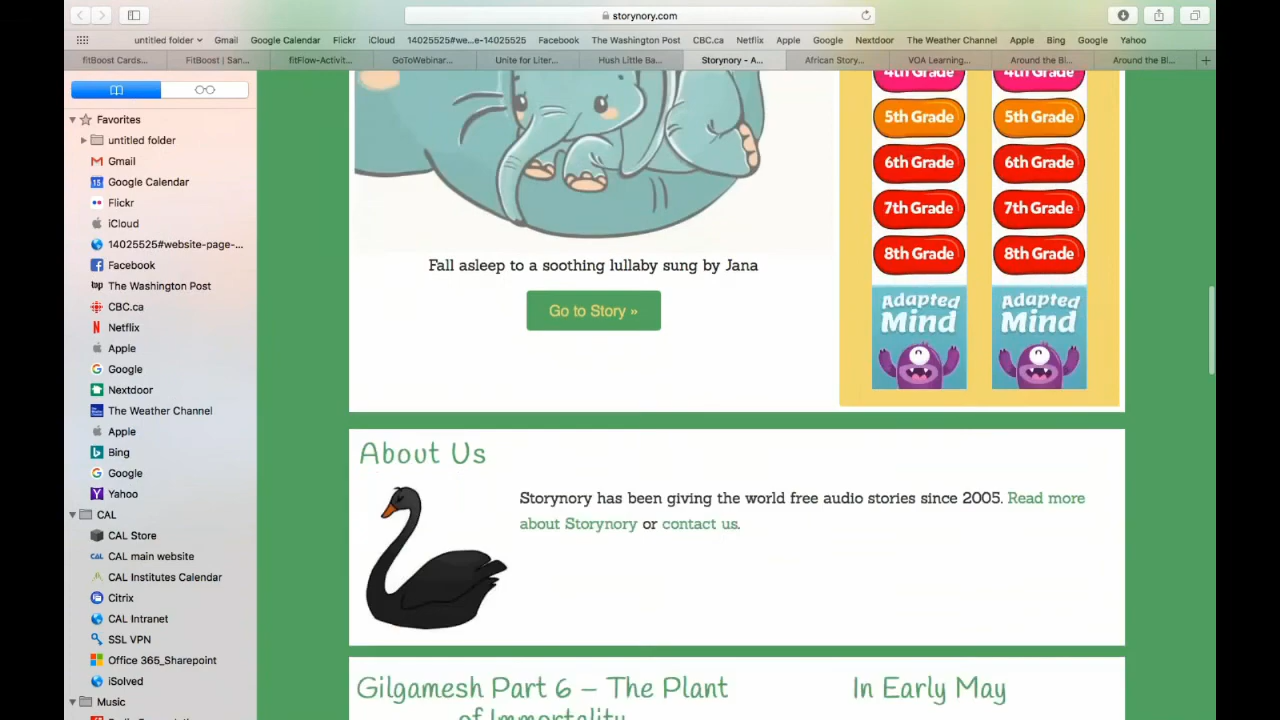 storynory.com
untitled folder
Gmail
Google Calendar
Flickr
iCloud
14025525#we...e-14025525
Facebook
The Washington Post
CBC.ca
Netflix
Apple
Google
Nextdoor
The Weather Channel
Apple
Bing
Google
Yahoo
fitBoost Cards...
FitBoost | San...
fitFlow-Activit...
GoToWebinar...
Unite for Liter...
Hush Little Ba...
Storynory - A...
African Story...
VOA Learning...
Around the Bl...
Around the Bl...
Favorites
untitled folder
Gmail
Google Calendar
Flickr
iCloud
14025525#website-page-...
Facebook
The Washington Post
CBC.ca
Netflix
Apple
Google
Nextdoor
The Weather Channel
Apple
Bing
Google
Yahoo
CAL
CAL Store
CAL main website
CAL Institutes Calendar
Citrix
CAL Intranet
SSL VPN
Office 365_Sharepoint
iSolved
Music
Fall asleep to a soothing lullaby sung by Jana
Go to Story »
4th Grade
4th Grade
5th Grade
5th Grade
6th Grade
6th Grade
7th Grade
7th Grade
8th Grade
8th Grade
Adapted
Mind
Adapted
Mind
About Us
Storynory has been giving the world free audio stories since 2005. Read more
about Storynory or contact us.
Gilgamesh Part 6 – The Plant
of Immortality
In Early May